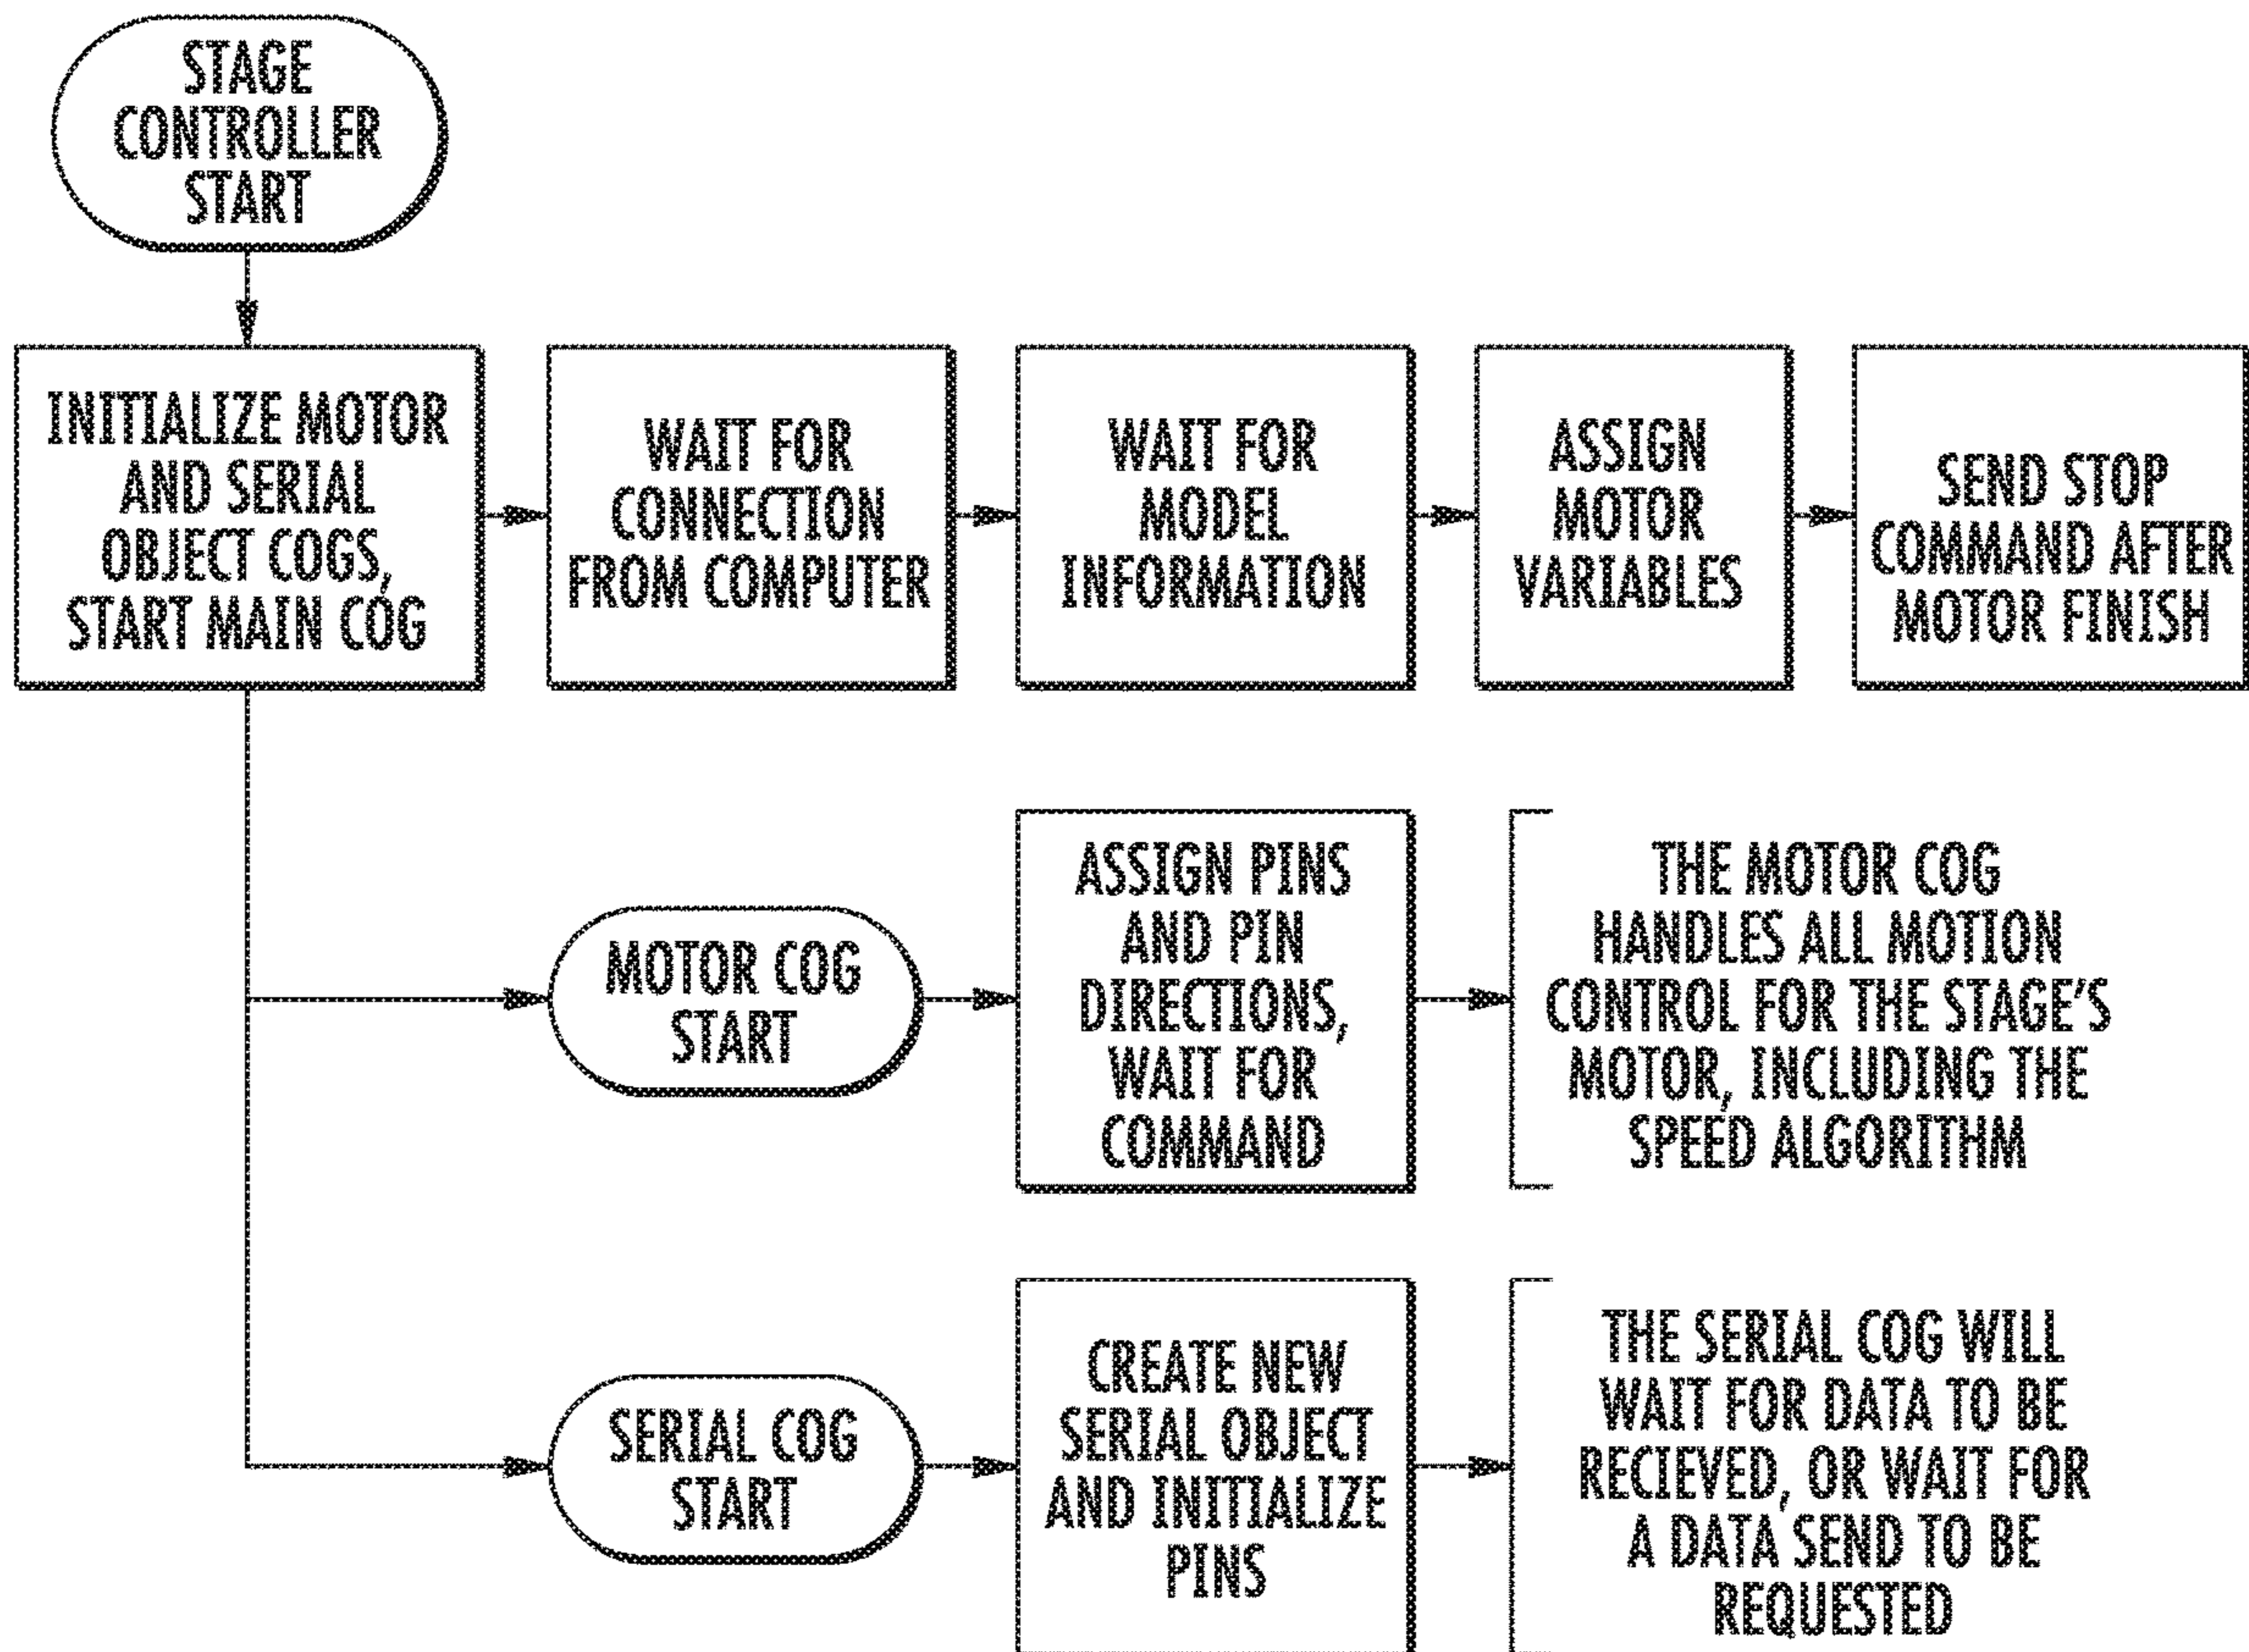 STAGE
CONTROLLER
START
INITIALIZE MOTOR
AND SERIAL
OBJECT COGS,
START MAIN COG
WAIT FOR
CONNECTION
FROM COMPUTER
WAIT FOR
MODEL
INFORMATION
ASSIGN
MOTOR
VARIABLES
SEND STOP
COMMAND AFTER
MOTOR FINISH
MOTOR COG
START
ASSIGN PINS
AND PIN
DIRECTIONS,
WAIT FOR
COMMAND
THE MOTOR COG
HANDLES ALL MOTION
CONTROL FOR THE STAGE'S
MOTOR, INCLUDING THE
SPEED ALGORITHM
SERIAL COG
START
CREATE NEW
SERIAL OBJECT
AND INITIALIZE
PINS
THE SERIAL COG WILL
WAIT FOR DATA TO BE
RECIEVED, OR WAIT FOR
A DATA SEND TO BE
REQUESTED